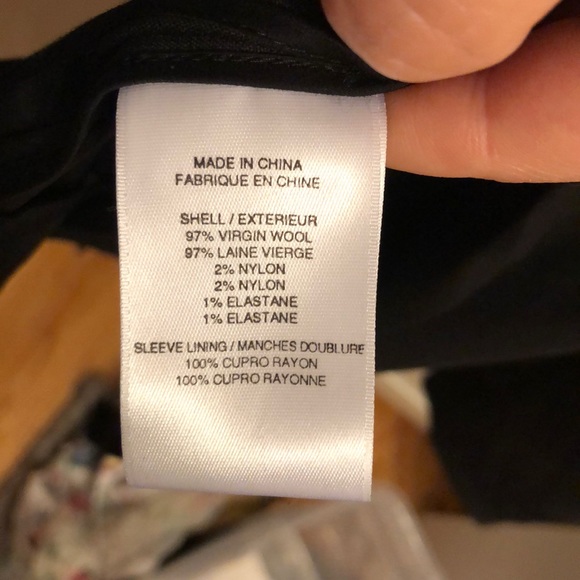 MADE IN CHINA
FABRIQUE EN CHINE
SHELL / EXTERIEUR
97% VIRGIN WOOL
97% LAINE VIERGE
2% NYLON
2% NYLON
1% ELASTANE
1% ELASTANE
SLEEVE LINING / MANCHES DOUBLURE
100% CUPRO RAYON
100% CUPRO RAYONNE